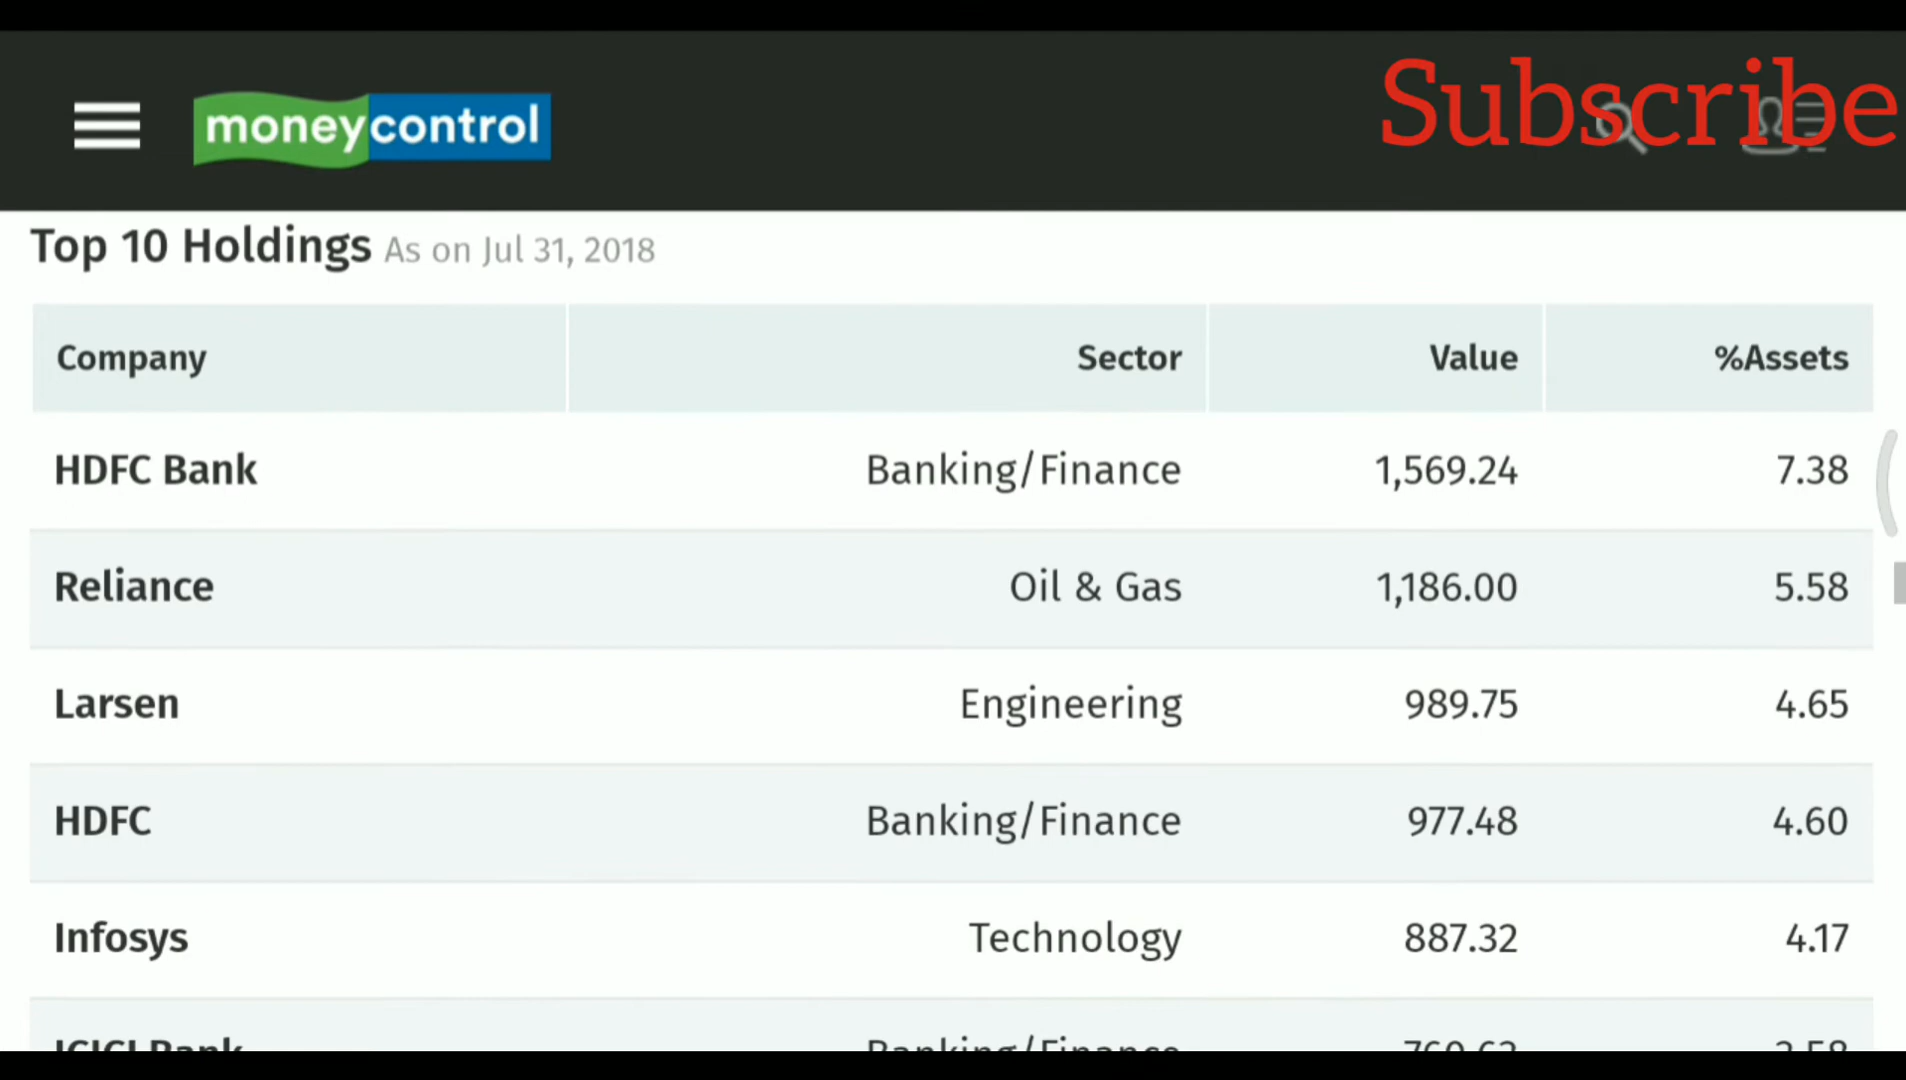 moneycontrol
Subscribe
Top 10 Holdings As on Jul 31, 2018
Company Sector Value %Assets
HDFC Bank Banking/Finance 1,569.24 7.38
Reliance Oil & Gas 1,186.00 5.58
Larsen Engineering 989.75 4.65
HDFC Banking/Finance 977.48 4.60
Infosys Technology 887.32 4.17
ICICI Bank Banking/Finance